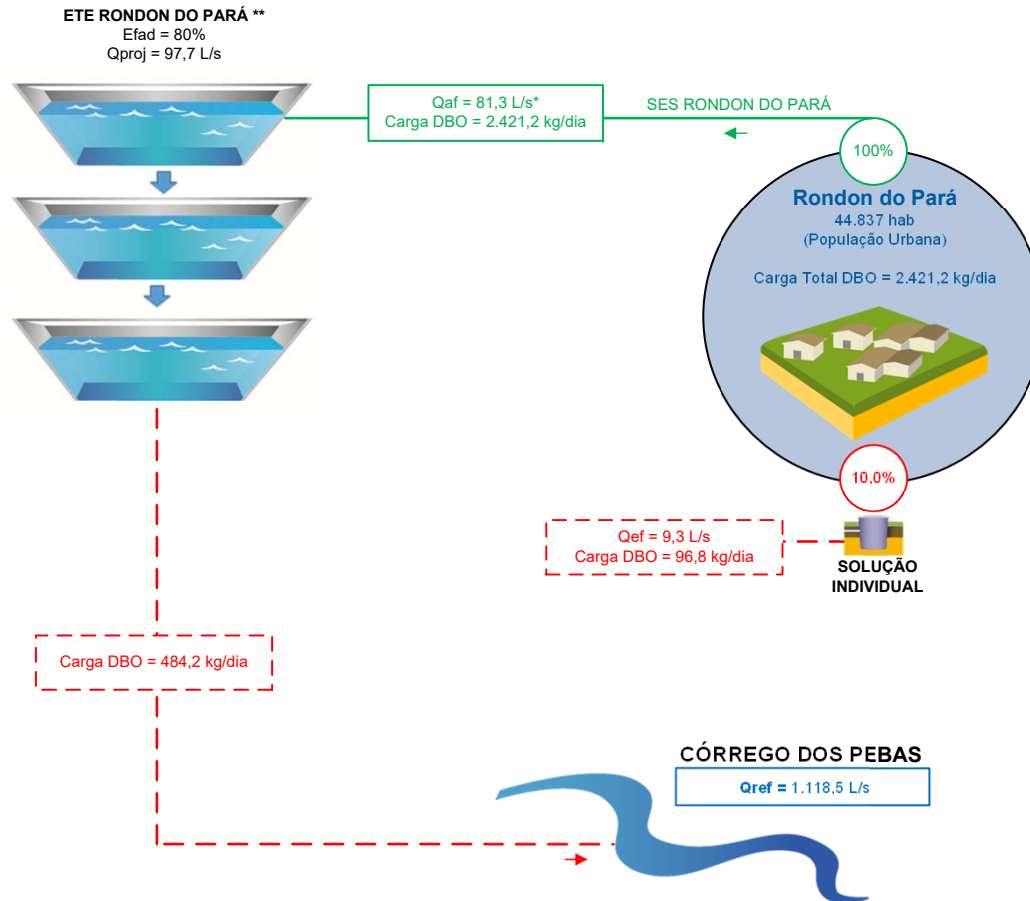 ETE RONDON DO PARÁ **
Efad = 80%
Qproj = 97,7 L/s
Qaf = 81,3 L/s*
Carga DBO = 2.421,2 kg/dia
SES RONDON DO PARÁ
100%
Rondon do Pará
44.837 hab
(População Urbana)
Carga Total DBO = 2.421,2 kg/dia
10,0%
Qef = 9,3 L/s
Carga DBO = 96,8 kg/dia
SOLUÇÃO
INDIVIDUAL
Carga DBO = 484,2 kg/dia
CÓRREGO DOS PEBAS
Qref = 1.118,5 L/s